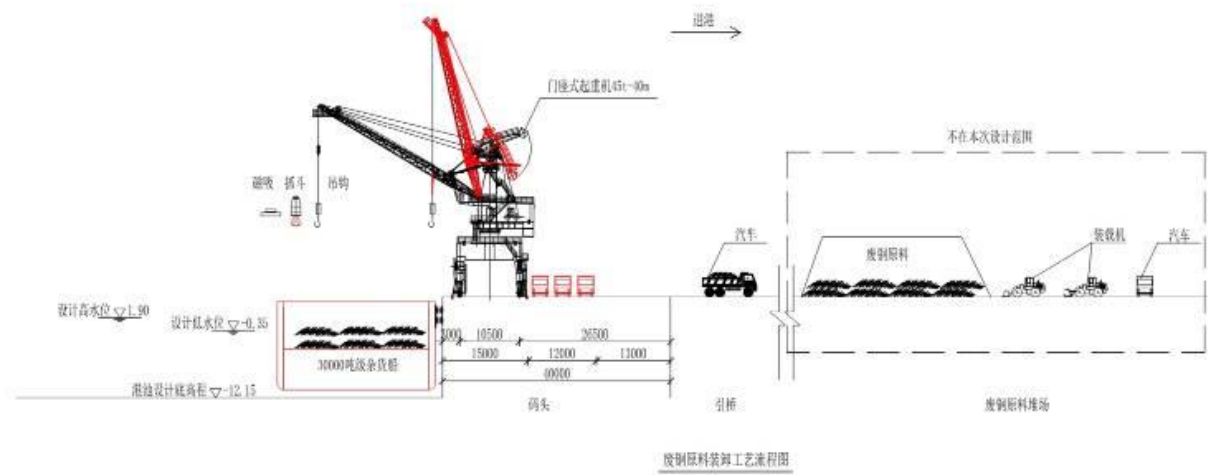 进港
门座式起重机45t-40m
不在本次设计范围
磁吸 抓斗 吊钩
汽车
废钢原料
装载机
汽车
设计高水位 1.90
设计低水位 -0.35
3000 10500 26500
30000吨级杂货船
15000 12000 13000
40000
港池设计底高程 -12.15
码头
引桥
废钢原料堆场
废钢原料装卸工艺流程图